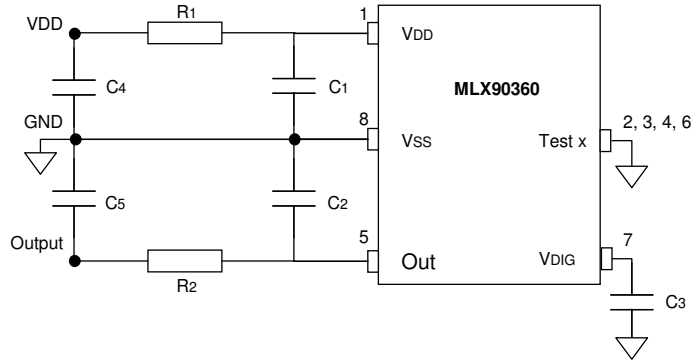 VDD
R1
1
VDD
C4
C1
MLX90360
GND
8
VSS
Test x
2, 3, 4, 6
C5
C2
Output
5
Out
VDIG
7
R2
C3